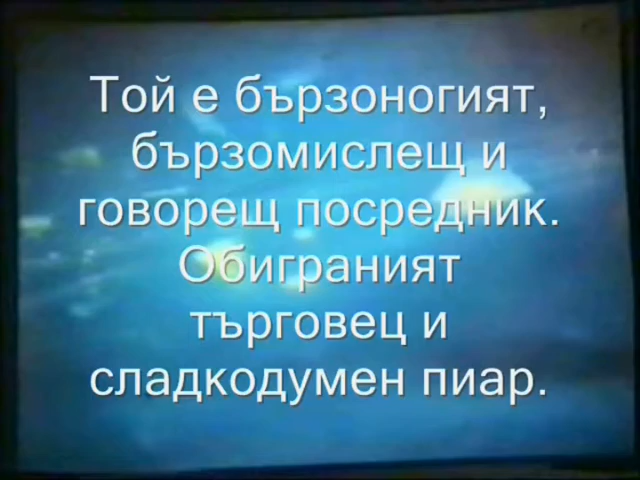 Той е бързоногият,
бързомислещ и
говорещ посредник.
Обиграният
търговец и
сладкодумен пиар.